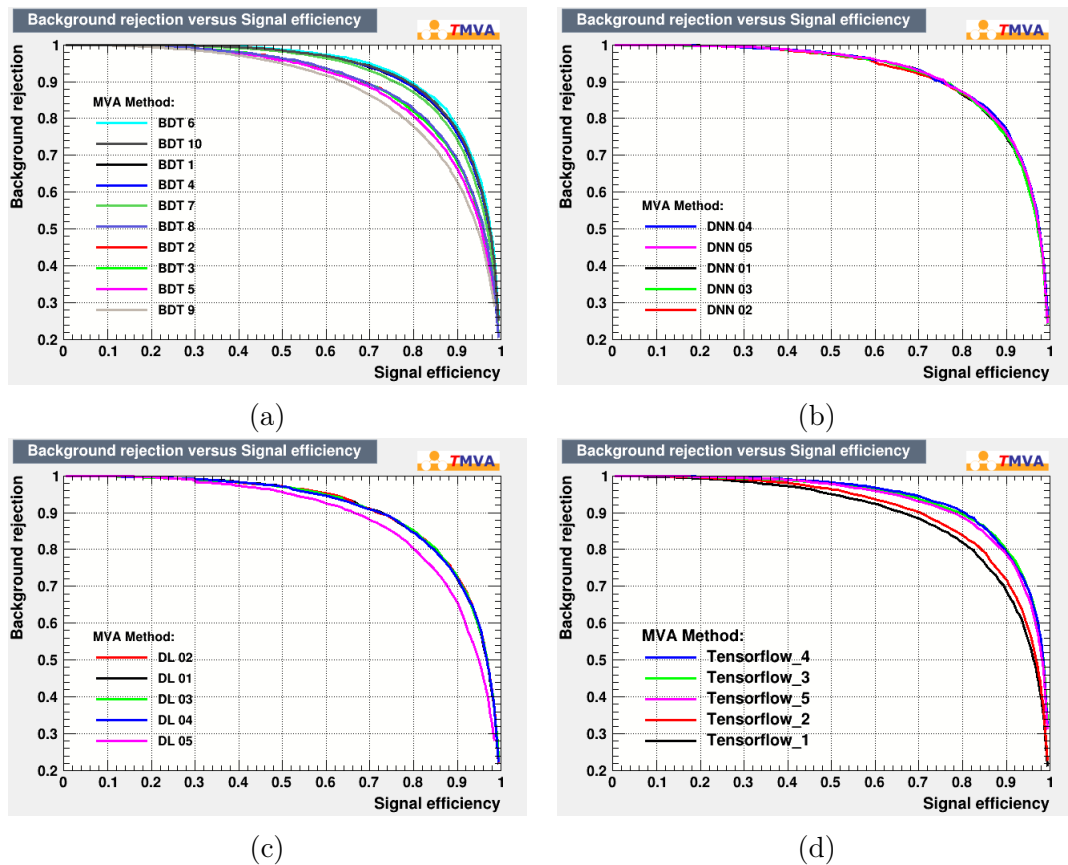 Background rejection versus Signal efficiency
TMVA
Background rejection
1
0.9
0.8
0.7
0.6
0.5
0.4
0.3
0.2
MVA Method:
BDT 6
BDT 10
BDT 1
BDT 4
BDT 7
BDT 8
BDT 2
BDT 3
BDT 5
BDT 9
0 0.1 0.2 0.3 0.4 0.5 0.6 0.7 0.8 0.9 1
Signal efficiency
(a)
Background rejection versus Signal efficiency
TMVA
Background rejection
1
0.9
0.8
0.7
0.6
0.5
0.4
0.3
0.2
MVA Method:
DNN 04
DNN 05
DNN 01
DNN 03
DNN 02
0 0.1 0.2 0.3 0.4 0.5 0.6 0.7 0.8 0.9 1
Signal efficiency
(b)
Background rejection versus Signal efficiency
TMVA
Background rejection
1
0.9
0.8
0.7
0.6
0.5
0.4
0.3
0.2
MVA Method:
DL 02
DL 01
DL 03
DL 04
DL 05
0 0.1 0.2 0.3 0.4 0.5 0.6 0.7 0.8 0.9 1
Signal efficiency
(c)
Background rejection versus Signal efficiency
TMVA
Background rejection
1
0.9
0.8
0.7
0.6
0.5
0.4
0.3
0.2
MVA Method:
Tensorflow_4
Tensorflow_3
Tensorflow_5
Tensorflow_2
Tensorflow_1
0 0.1 0.2 0.3 0.4 0.5 0.6 0.7 0.8 0.9 1
Signal efficiency
(d)